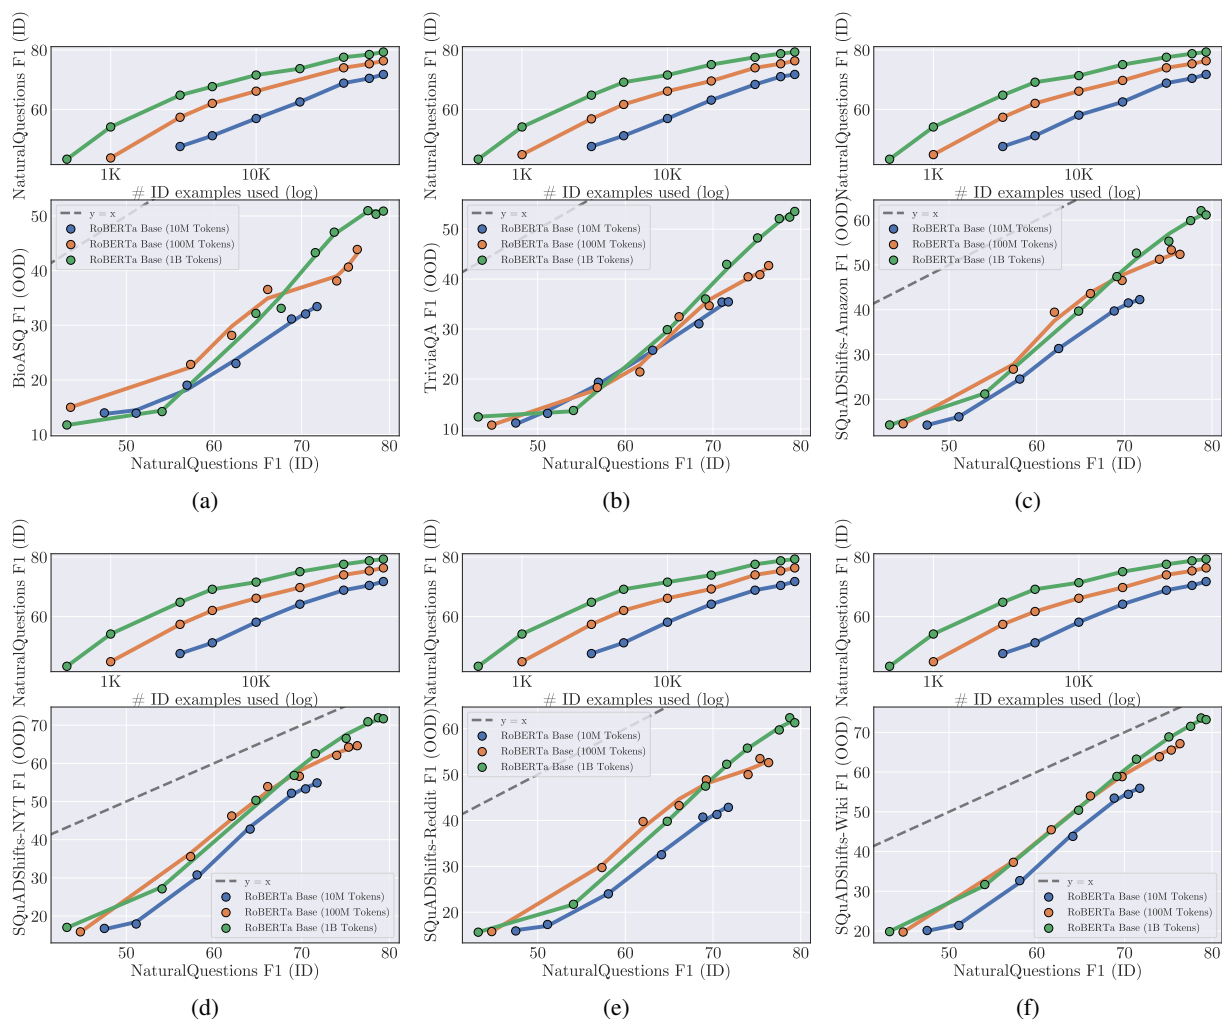 NaturalQuestions F1 (ID)
80
60
1K
10K
# ID examples used (log)
BioASQ F1 (OOD)
50
40
30
20
10
y = x
RoBERTa Base (10M Tokens)
RoBERTa Base (100M Tokens)
RoBERTa Base (1B Tokens)
50
60
70
80
NaturalQuestions F1 (ID)
(a)
NaturalQuestions F1 (ID)
80
60
1K
10K
# ID examples used (log)
TriviaQA F1 (OOD)
50
40
30
20
10
y = x
RoBERTa Base (10M Tokens)
RoBERTa Base (100M Tokens)
RoBERTa Base (1B Tokens)
50
60
70
80
NaturalQuestions F1 (ID)
(b)
NaturalQuestions F1 (ID)
80
60
1K
10K
# ID examples used (log)
SQuADShifts-Amazon F1 (OOD)
60
50
40
30
20
y = x
RoBERTa Base (10M Tokens)
RoBERTa Base (100M Tokens)
RoBERTa Base (1B Tokens)
50
60
70
80
NaturalQuestions F1 (ID)
(c)
NaturalQuestions F1 (ID)
80
60
1K
10K
# ID examples used (log)
SQuADShifts-NYT F1 (OOD)
70
60
50
40
30
20
y = x
RoBERTa Base (10M Tokens)
RoBERTa Base (100M Tokens)
RoBERTa Base (1B Tokens)
50
60
70
80
NaturalQuestions F1 (ID)
(d)
NaturalQuestions F1 (ID)
80
60
1K
10K
# ID examples used (log)
SQuADShifts-Reddit F1 (OOD)
60
50
40
30
20
y = x
RoBERTa Base (10M Tokens)
RoBERTa Base (100M Tokens)
RoBERTa Base (1B Tokens)
50
60
70
80
NaturalQuestions F1 (ID)
(e)
NaturalQuestions F1 (ID)
80
60
1K
10K
# ID examples used (log)
SQuADShifts-Wiki F1 (OOD)
70
60
50
40
30
20
y = x
RoBERTa Base (10M Tokens)
RoBERTa Base (100M Tokens)
RoBERTa Base (1B Tokens)
50
60
70
80
NaturalQuestions F1 (ID)
(f)